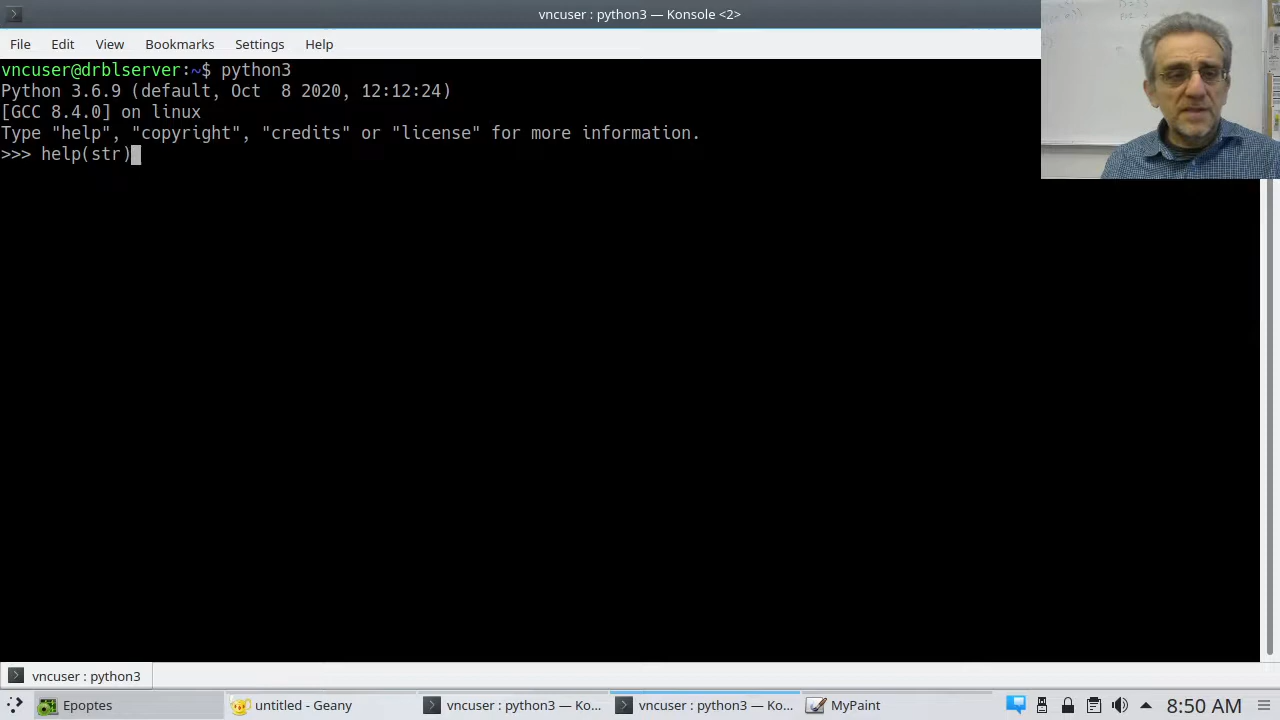 vncuser : python3 — Konsole <2>
File Edit View Bookmarks Settings Help
vncuser@drblserver:~$ python3
Python 3.6.9 (default, Oct  8 2020, 12:12:24)
[GCC 8.4.0] on linux
Type "help", "copyright", "credits" or "license" for more information.
>>> help(str)
vncuser : python3
Epoptes untitled - Geany vncuser : python3 — Ko... vncuser : python3 — Ko... MyPaint 8:50 AM